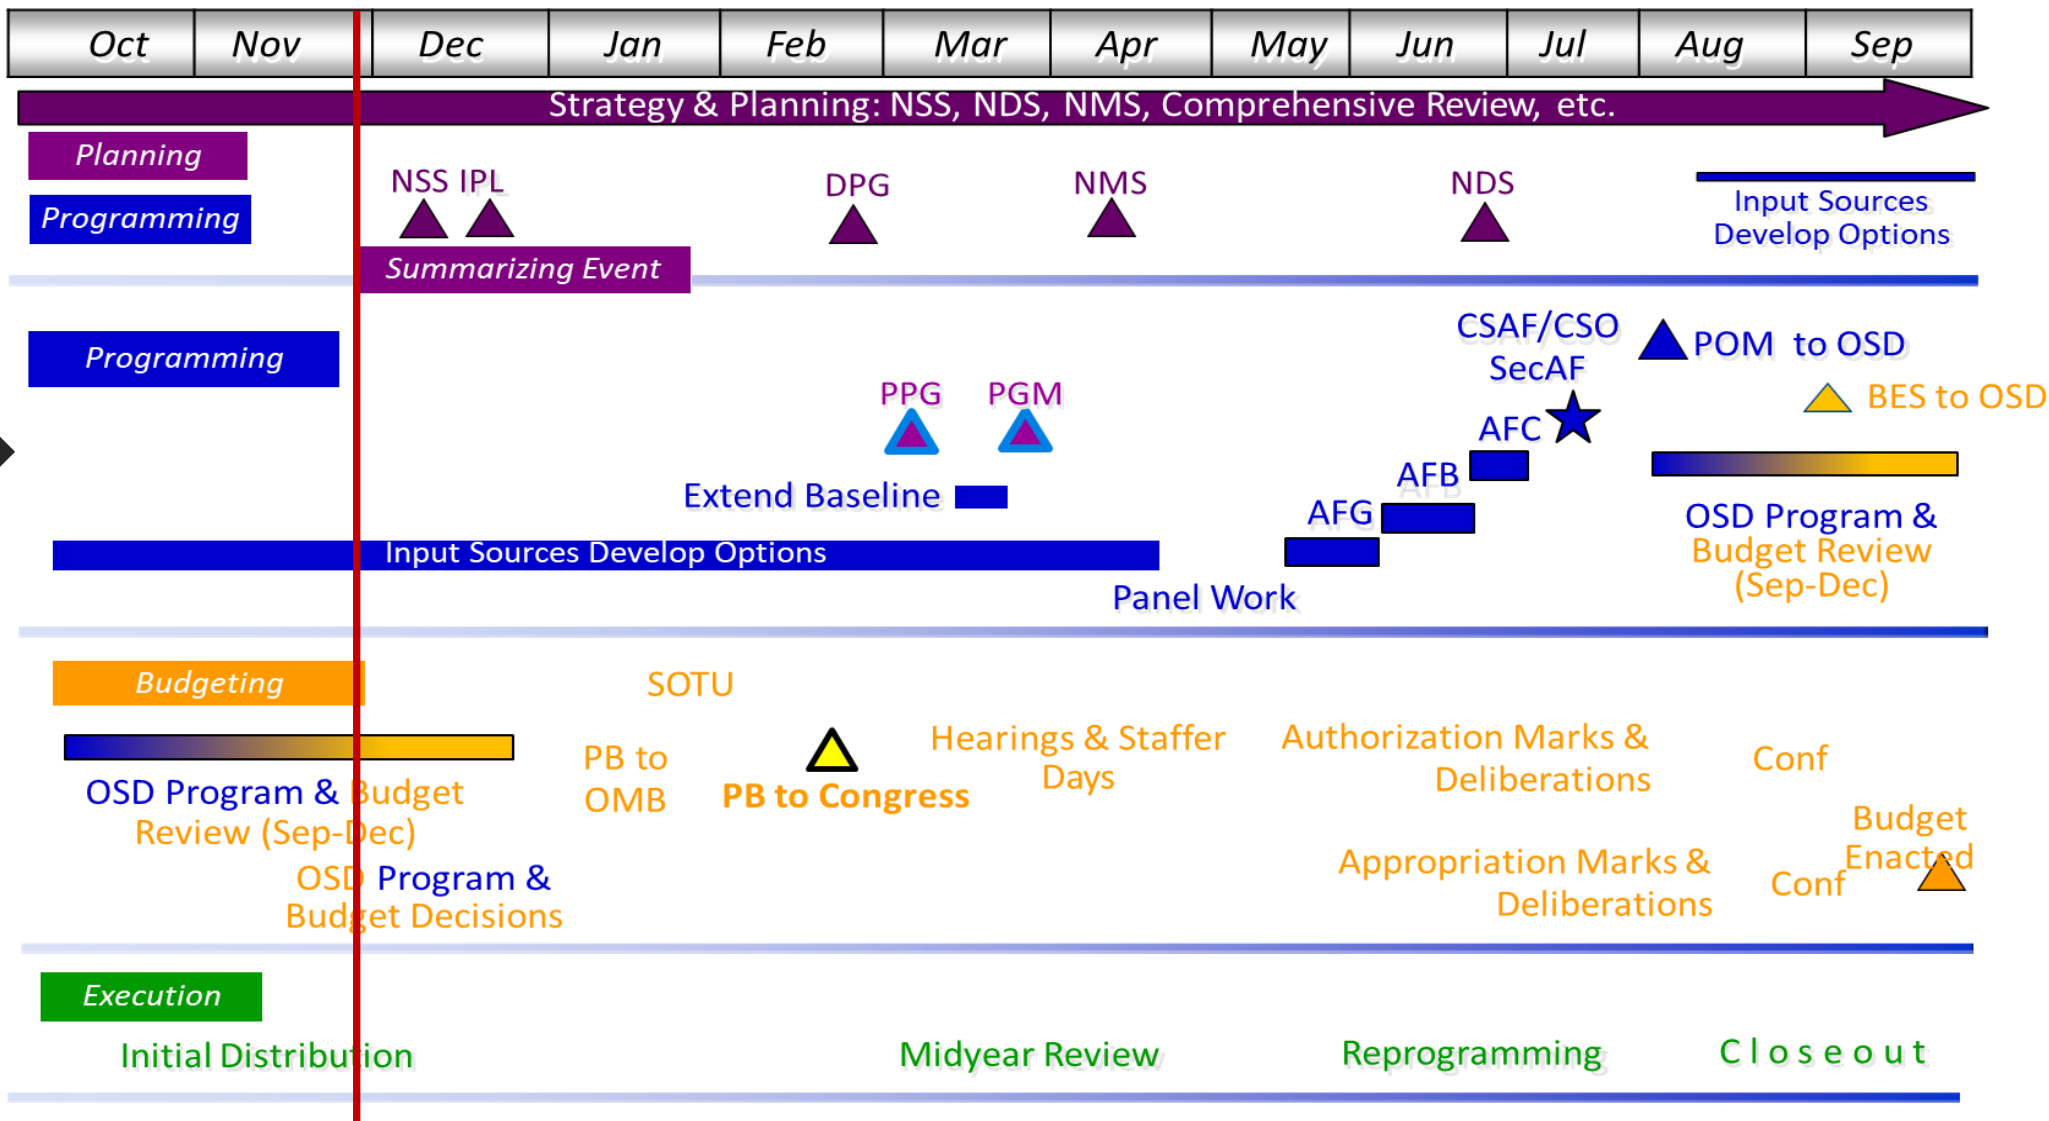 Oct Nov Dec Jan Feb Mar Apr May Jun Jul Aug Sep
Strategy & Planning: NSS, NDS, NMS, Comprehensive Review, etc.
Planning
NSS IPL
DPG
NMS
NDS
Programming
Input Sources
Develop Options
Summarizing Event
Programming
CSAF/CSO
SecAF
POM to OSD
PPG
PGM
BES to OSD
AFC
AFB
Extend Baseline
AFG
OSD Program &
Budget Review
(Sep-Dec)
Input Sources Develop Options
Panel Work
Budgeting
SOTU
OSD Program & Budget
Review (Sep-Dec)
OSD Program &
Budget Decisions
PB to
OMB
PB to Congress
Hearings & Staffer
Days
Authorization Marks &
Deliberations
Conf
Appropriation Marks &
Deliberations
Conf
Budget
Enacted
Execution
Initial Distribution
Midyear Review
Reprogramming
Closeout